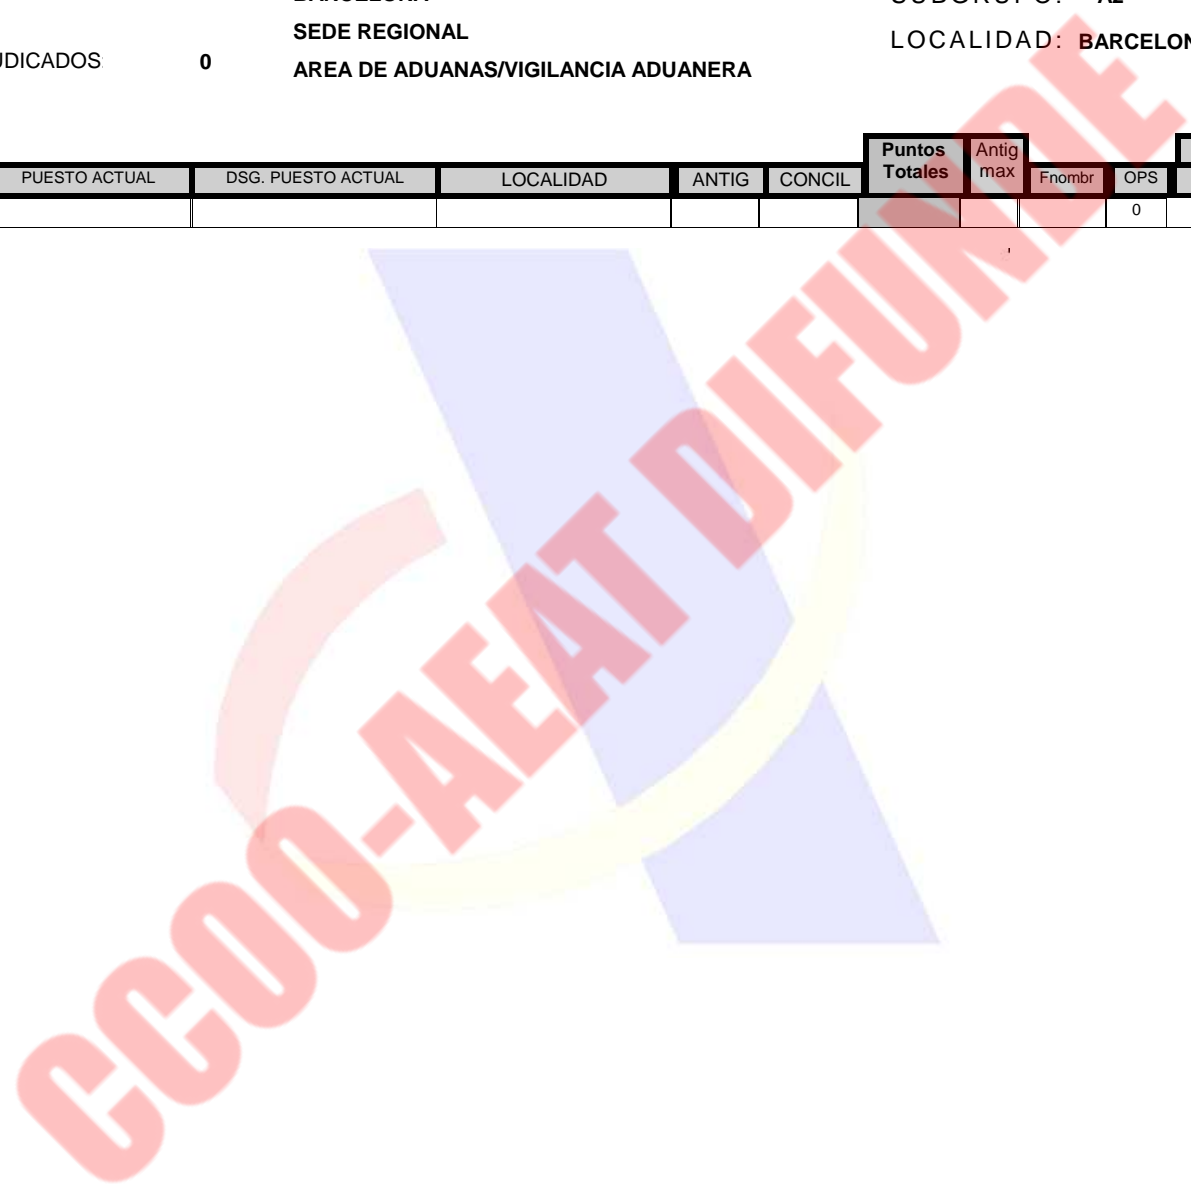 SEDE REGIONAL
LOCALIDAD: BARCELON
UDICADOS: 0
AREA DE ADUANAS/VIGILANCIA ADUANERA
Puntos Totales
Antig max
PUESTO ACTUAL DSG. PUESTO ACTUAL LOCALIDAD ANTIG CONCIL Fnombr OPS
0
CCOO-AEAT DIFUNDE